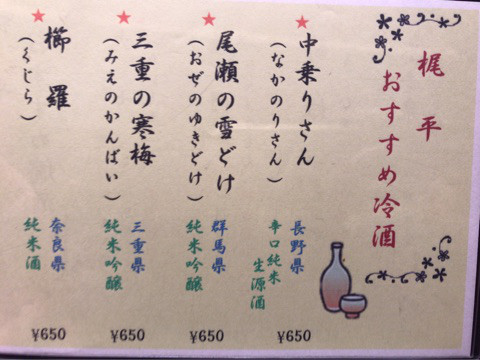 梶平
おすすめ冷酒
★
中乗りさん
(なかのりさん)
長野県
辛口純米
生源酒
¥650
★
尾瀬の雪どけ
(おぜのゆきどけ)
群馬県
純米吟醸
¥650
★
三重の寒梅
(みえのかんばい)
三重県
純米吟醸
¥650
★
櫛羅
(くじら)
奈良県
純米酒
¥650